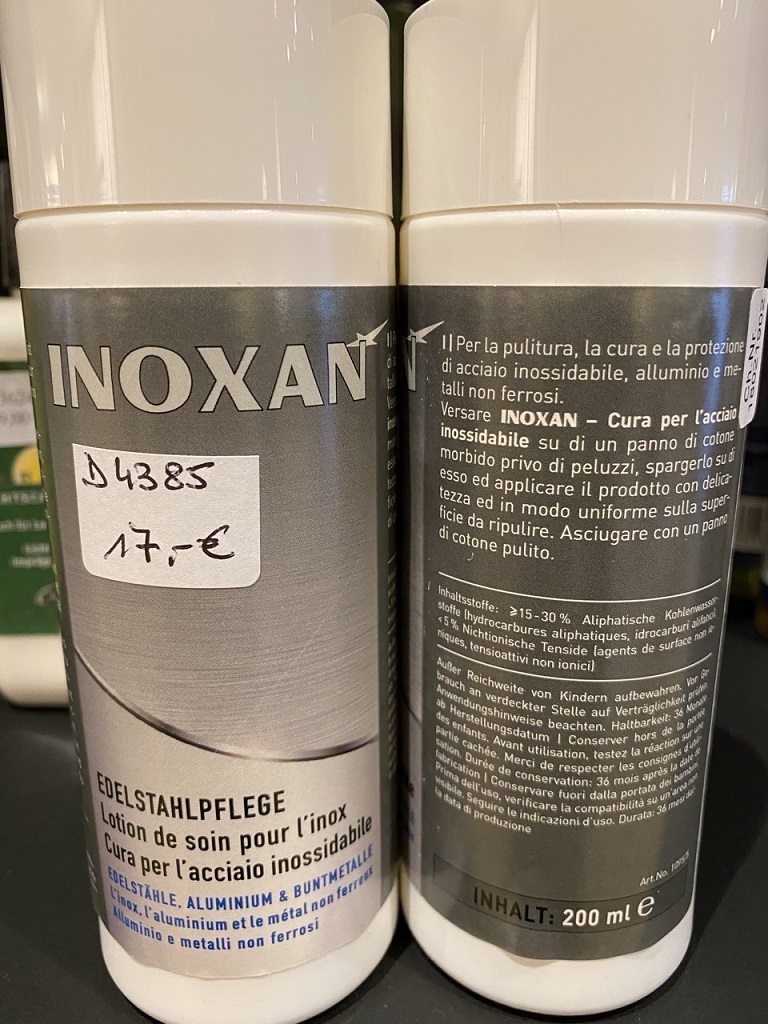 INOXAN
D4385
17,-€
EDELSTAHLPFLEGE
Lotion de soin pour l'inox
Cura per l'acciaio inossidabile
EDELSTÄHLE, ALUMINIUM & BUNTMETALLE
L'inox, l'aluminium et le métal non ferreux
Alluminio e metalli non ferrosi
II Per la pulitura, la cura e la protezione
di acciaio inossidabile, alluminio e me-
talli non ferrosi.
Versare INOXAN – Cura per l'acciaio
inossidabile su di un panno di cotone
morbido privo di peluzzi, spargerlo su di
esso ed applicare il prodotto con delica-
tezza ed in modo uniforme sulla super-
ficie da ripulire. Asciugare con un panno
di cotone pulito.
Inhaltsstoffe: ≥15-30 % Aliphatische Kohlenwasser-
stoffe (hydrocarbures aliphatiques, idrocarburi alifatici),
<5 % Nichtionische Tenside (agents de surface non io-
niques, tensioattivi non ionici)
Außer Reichweite von Kindern aufbewahren. Vor Ge-
brauch an verdeckter Stelle auf Verträglichkeit prüfen.
Anwendungshinweise beachten. Haltbarkeit: 36 Monate
ab Herstellungsdatum | Conserver hors de la portée
des enfants. Avant utilisation, testez la réaction sur une
partie cachée. Merci de respecter les consignes d'utili-
sation. Durée de conservation: 36 mois après la date de
fabrication | Conservare fuori dalla portata dei bambini.
Prima dell'uso, verificare la compatibilità su un'area non
visibile. Seguire le indicazioni d'uso. Durata: 36 mesi dal-
la data di produzione
Art.No.
INHALT: 200 ml e